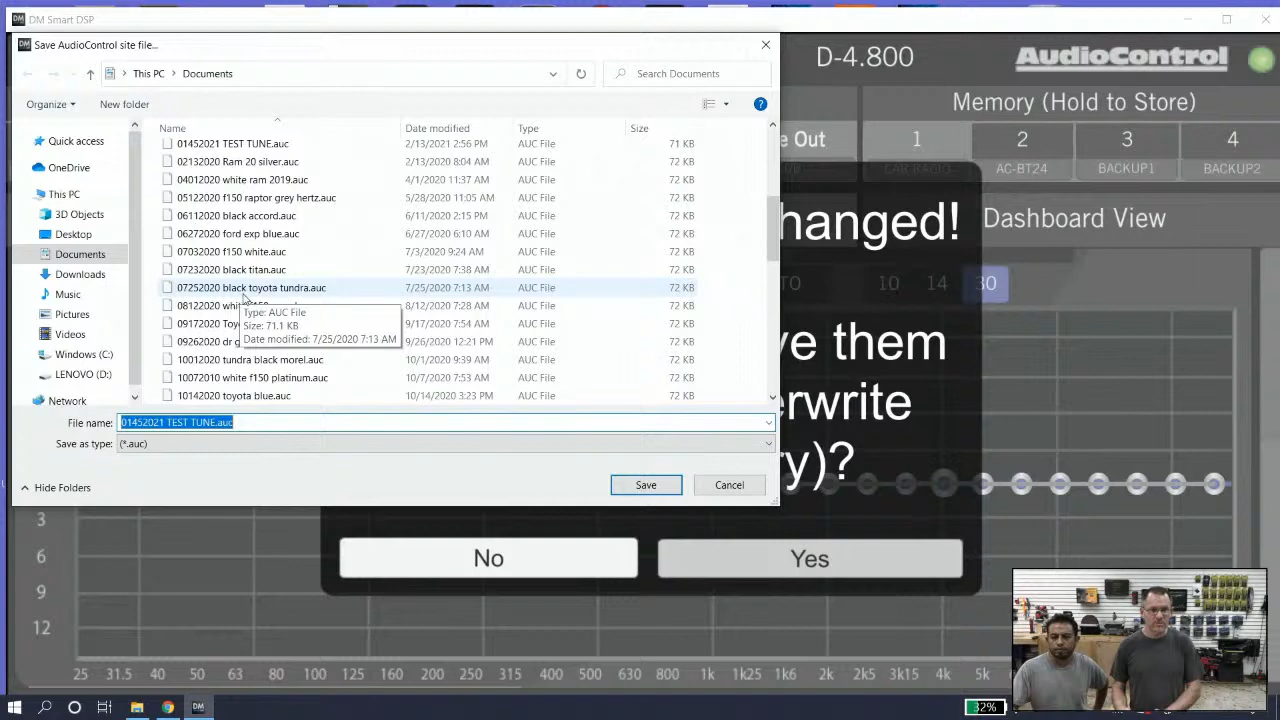 DM Smart DSP
Save AudioControl site file...
This PC
Documents
Search Documents
Organize
New folder
Name
Date modified
Type
Size
Quick access
OneDrive
This PC
3D Objects
Desktop
Documents
Downloads
Music
Pictures
Videos
Windows (C:)
LENOVO (D:)
Network
01452021 TEST TUNE.auc 2/13/2021 2:56 PM AUC File 71 KB
02132020 Ram 20 silver.auc 2/13/2020 8:04 AM AUC File 72 KB
04012020 white ram 2019.auc 4/1/2020 11:37 AM AUC File 72 KB
05122020 f150 raptor grey hertz.auc 5/28/2020 11:05 AM AUC File 72 KB
06112020 black accord.auc 6/11/2020 2:15 PM AUC File 72 KB
06272020 ford exp blue.auc 6/27/2020 6:10 AM AUC File 72 KB
07032020 f150 white.auc 7/3/2020 9:24 AM AUC File 72 KB
07232020 black titan.auc 7/23/2020 7:38 AM AUC File 72 KB
07252020 black toyota tundra.auc 7/25/2020 7:13 AM AUC File 72 KB
08122020 8/12/2020 7:28 AM AUC File 72 KB
09172020 9/17/2020 7:54 AM AUC File 72 KB
09262020 dr 9/26/2020 12:21 PM AUC File 72 KB
10012020 tundra black morel.auc 10/1/2020 9:39 AM AUC File 72 KB
10072010 white f150 platinum.auc 10/7/2020 7:53 AM AUC File 72 KB
10142020 toyota blue.auc 10/14/2020 3:23 PM AUC File 72 KB
Type: AUC File
Size: 71.1 KB
Date modified: 7/25/2020 7:13 AM
File name: 01452021 TEST TUNE.auc
Save as type: (*.auc)
Hide Folders
Save
Cancel
D-4.800
AudioControl
Memory (Hold to Store)
Out
1 2 3 4
CAR RADIO AC-BT24 BACKUP1 BACKUP2
hanged!
Dashboard View
10 14 30
ve them
erwrite
y)?
No
Yes
3
6
9
12
25 31.5 40 50 63 80 100 125 160 200 250 315 400 500 630 800 1k 1k25 1k6 2k 2k5 3k15 4k 5k
32%